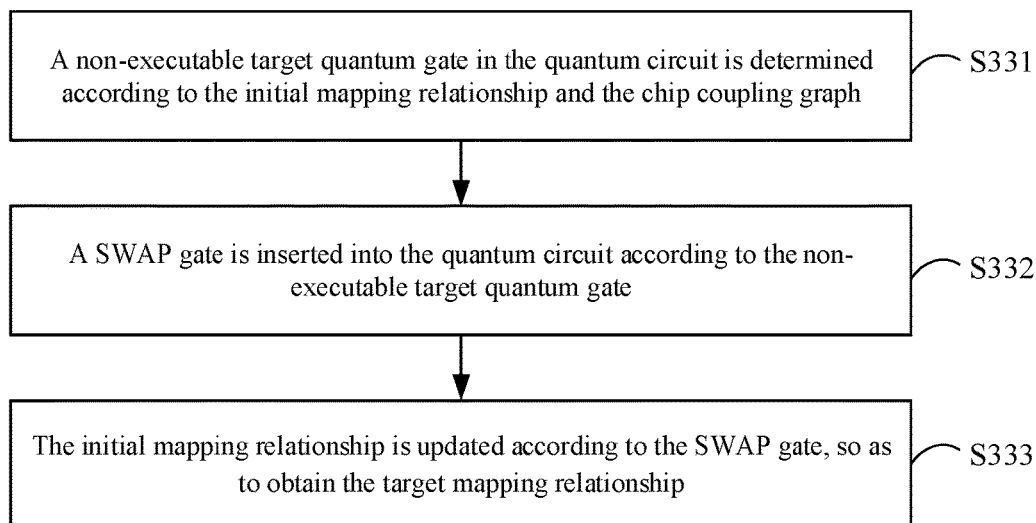 A non-executable target quantum gate in the quantum circuit is determined
according to the initial mapping relationship and the chip coupling graph
S331
A SWAP gate is inserted into the quantum circuit according to the non-
executable target quantum gate
S332
The initial mapping relationship is updated according to the SWAP gate, so as
to obtain the target mapping relationship
S333